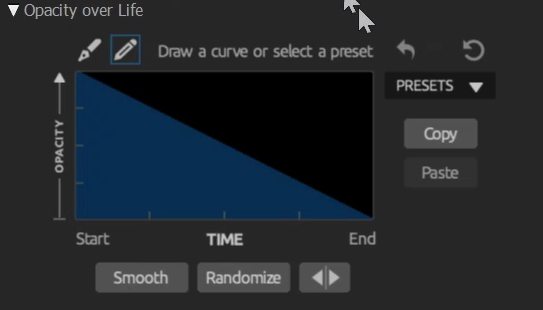 Opacity over Life
Draw a curve or select a preset
PRESETS
OPACITY
Copy
Paste
Start TIME End
Smooth Randomize